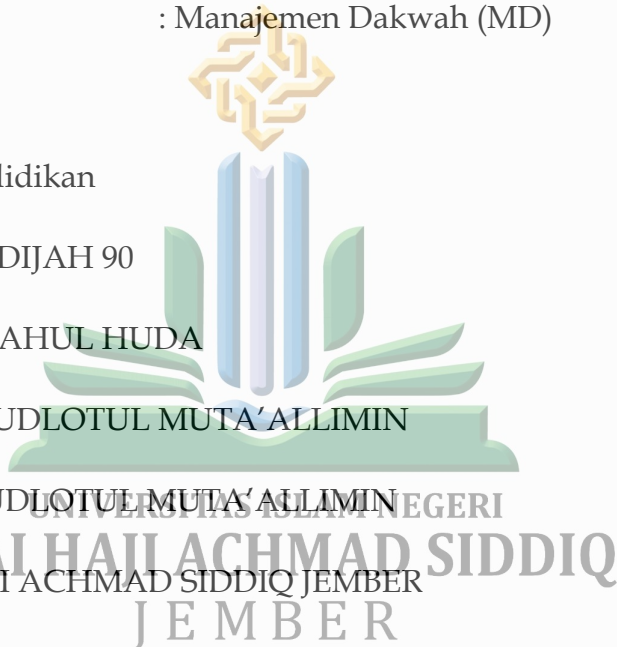 : Manajemen Dakwah (MD)
didikan
DIJAH 90
AHUL HUDA
UDLOTUL MUTA'ALLIMIN
UDLOTUL MUTA'ALLIMIN
UNIVERSITAS ISLAM NEGERI
I ACHMAD SIDDIQ JEMBER
AI HAJI ACHMAD SIDDIQ
JEMBER